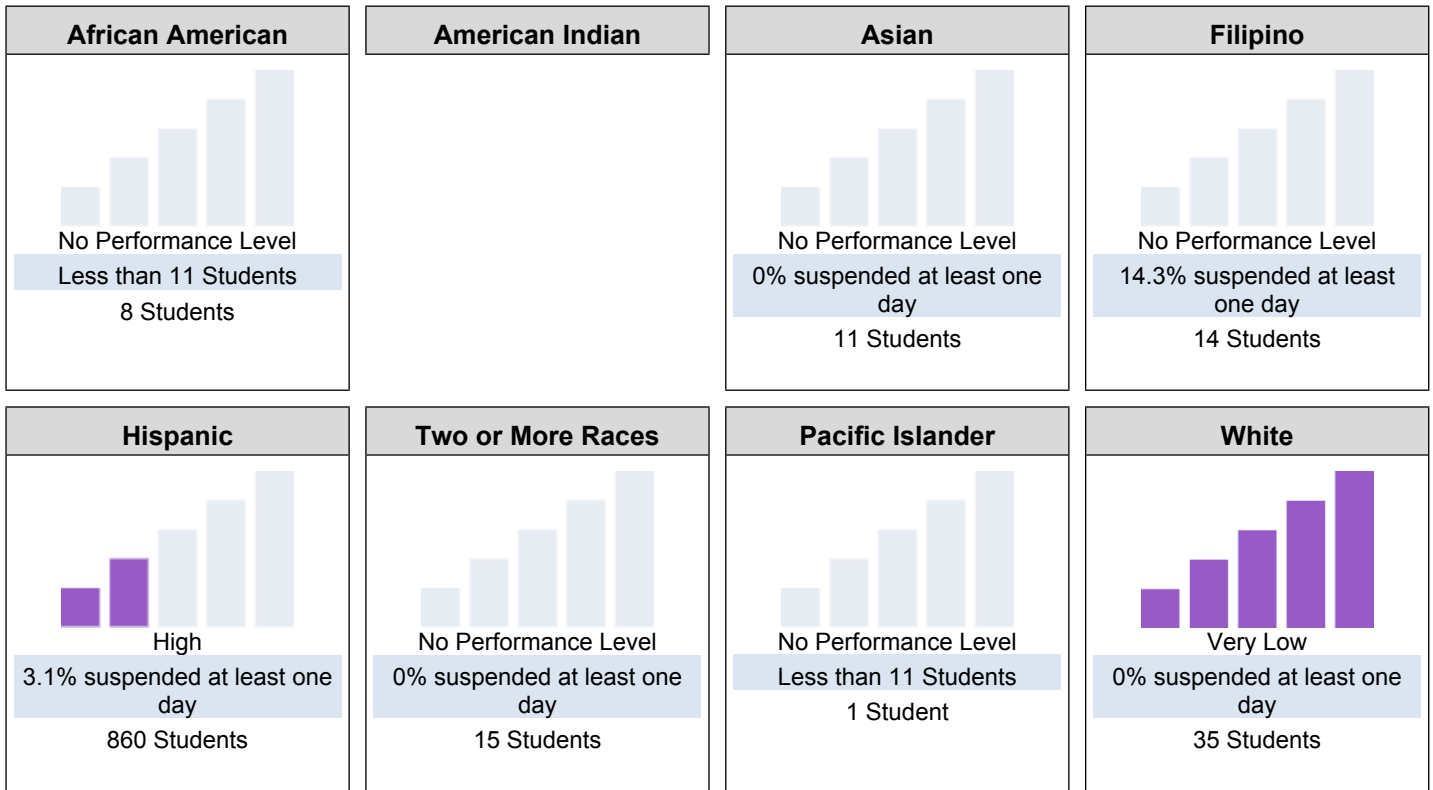 African American
No Performance Level
Less than 11 Students
8 Students
American Indian
Asian
No Performance Level
0% suspended at least one
day
11 Students
Filipino
No Performance Level
14.3% suspended at least
one day
14 Students
Hispanic
High
3.1% suspended at least one
day
860 Students
Two or More Races
No Performance Level
0% suspended at least one
day
15 Students
Pacific Islander
No Performance Level
Less than 11 Students
1 Student
White
Very Low
0% suspended at least one
day
35 Students